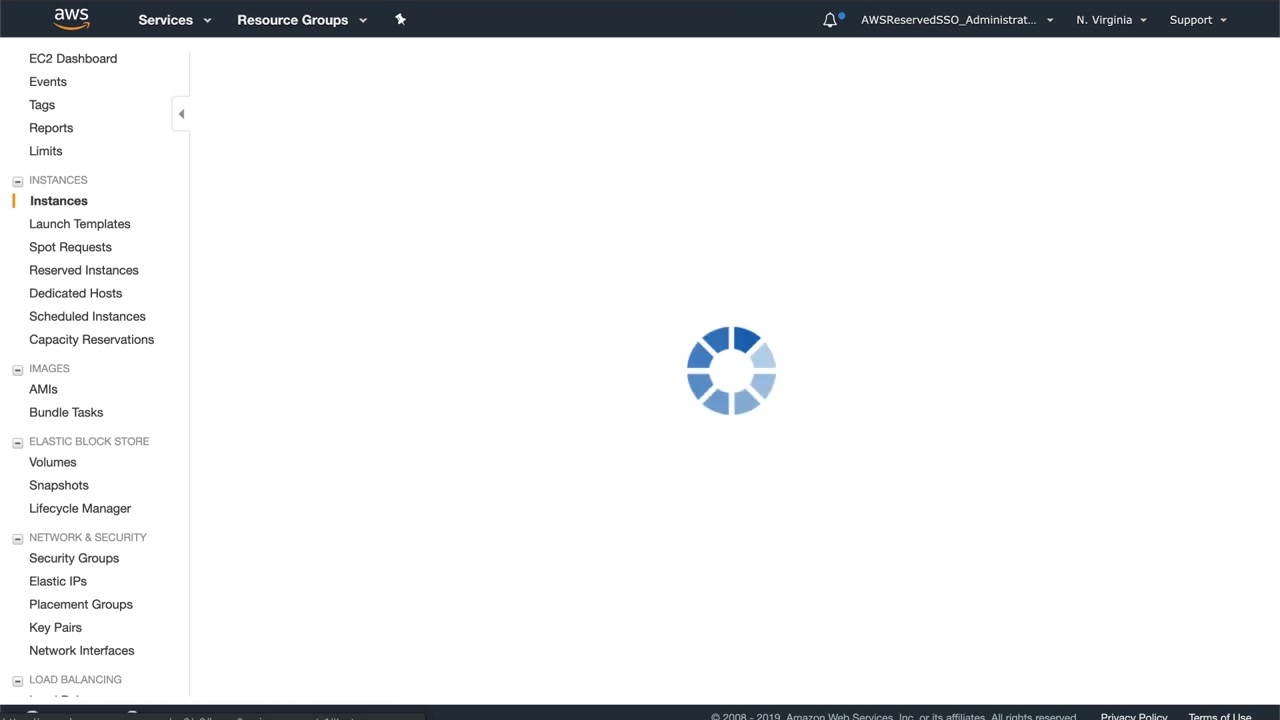 aws
Services
Resource Groups
AWSReservedSSO_Administrat...
N. Virginia
Support
EC2 Dashboard
Events
Tags
Reports
Limits
INSTANCES
Instances
Launch Templates
Spot Requests
Reserved Instances
Dedicated Hosts
Scheduled Instances
Capacity Reservations
IMAGES
AMIs
Bundle Tasks
ELASTIC BLOCK STORE
Volumes
Snapshots
Lifecycle Manager
NETWORK & SECURITY
Security Groups
Elastic IPs
Placement Groups
Key Pairs
Network Interfaces
LOAD BALANCING
© 2008 - 2019, Amazon Web Services, Inc. or its affiliates. All rights reserved.
Privacy Policy
Terms of Use